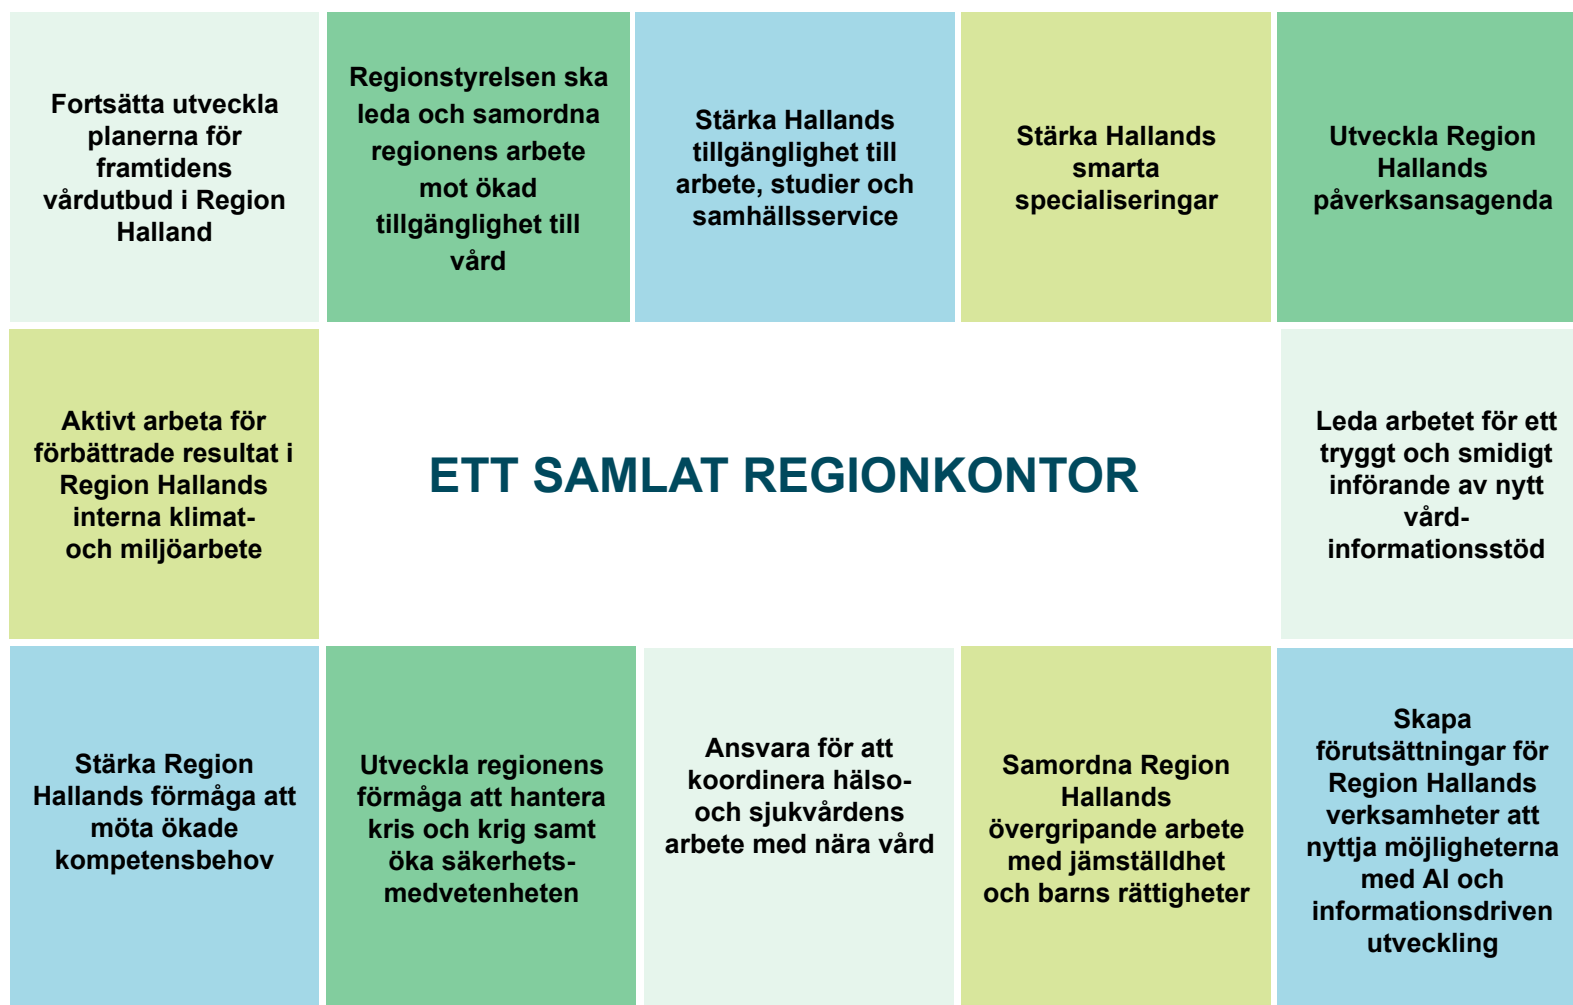 Fortsätta utveckla
planerna för
framtidens
vårdutbud i Region
Halland
Regionstyrelsen ska
leda och samordna
regionens arbete
mot ökad
tillgänglighet till
vård
Stärka Hallands
tillgänglighet till
arbete, studier och
samhällsservice
Stärka Hallands
smarta
specialiseringar
Utveckla Region
Hallands
påverksansagenda
Aktivt arbeta för
förbättrade resultat i
Region Hallands
interna klimat-
och miljöarbete
ETT SAMLAT REGIONKONTOR
Leda arbetet för ett
tryggt och smidigt
införande av nytt
vård-
informationsstöd
Stärka Region
Hallands förmåga att
möta ökade
kompetensbehov
Utveckla regionens
förmåga att hantera
kris och krig samt
öka säkerhets-
medvetenheten
Ansvara för att
koordinera hälso-
och sjukvårdens
arbete med nära vård
Samordna Region
Hallands
övergripande arbete
med jämställdhet
och barns rättigheter
Skapa
förutsättningar för
Region Hallands
verksamheter att
nyttja möjligheterna
med AI och
informationsdriven
utveckling